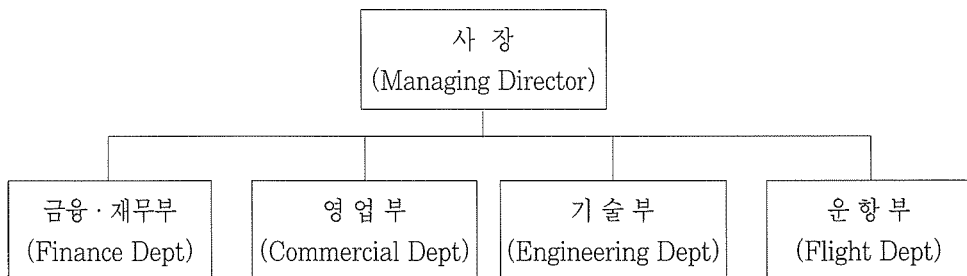 사 장
(Managing Director)
금융 · 재무부
(Finance Dept)
영 업 부
(Commercial Dept)
기 술 부
(Engineering Dept)
운 항 부
(Flight Dept)